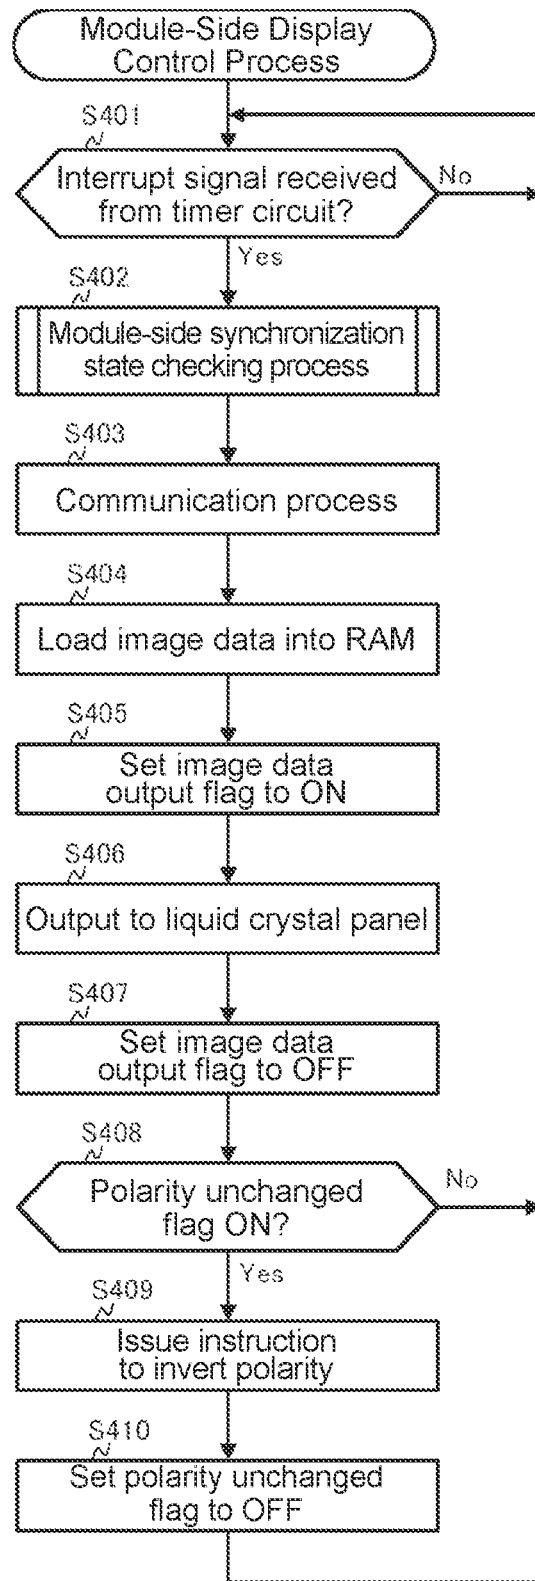 Module-Side Display
Control Process
S401
Interrupt signal received
from timer circuit?
No
Yes
S402
Module-side synchronization
state checking process
S403
Communication process
S404
Load image data into RAM
S405
Set image data
output flag to ON
S406
Output to liquid crystal panel
S407
Set image data
output flag to OFF
S408
Polarity unchanged
flag ON?
No
Yes
S409
Issue instruction
to invert polarity
S410
Set polarity unchanged
flag to OFF